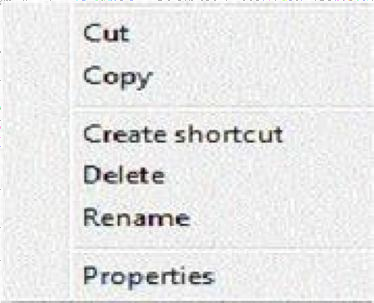 Cut
Copy
Create shortcut
Delete
Rename
Properties